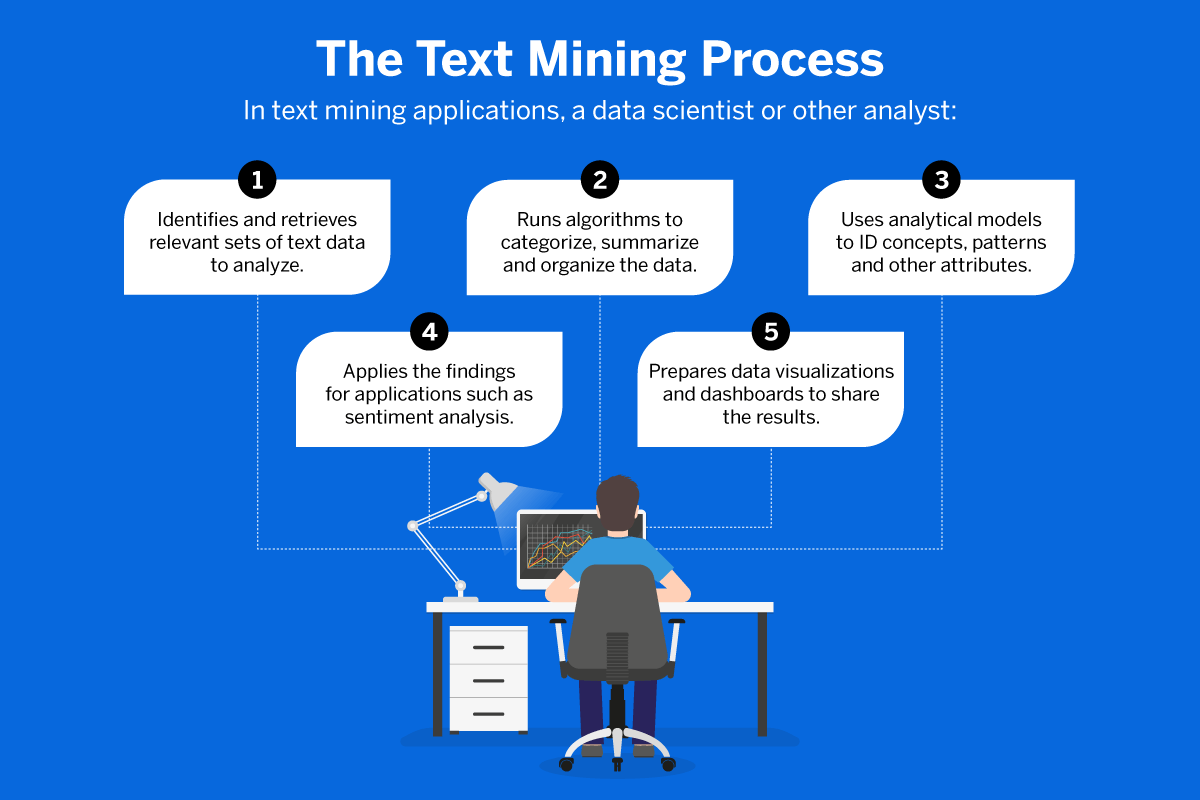 The Text Mining Process
In text mining applications, a data scientist or other analyst:
1
Identifies and retrieves
relevant sets of text data
to analyze.
2
Runs algorithms to
categorize, summarize
and organize the data.
3
Uses analytical models
to ID concepts, patterns
and other attributes.
4
Applies the findings
for applications such as
sentiment analysis.
5
Prepares data visualizations
and dashboards to share
the results.